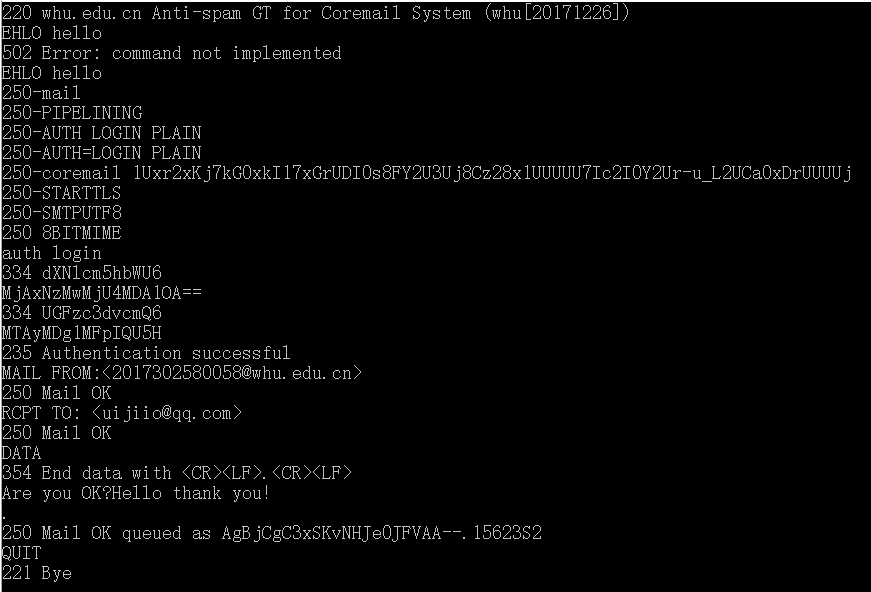 220 whu.edu.cn Anti-spam GT for Coremail System (whu[20171226])
EHLO hello
502 Error: command not implemented
EHLO hello
250-mail
250-PIPELINING
250-AUTH LOGIN PLAIN
250-AUTH=LOGIN PLAIN
250-coremail 1Uxr2xKj7kG0xkI17xGrUDI0s8FY2U3Uj8Cz28x1UUUUU7Ic2I0Y2Ur-u_L2UCa0xDrUUUUj
250-STARTTLS
250-SMTPUTF8
250 8BITMIME
auth login
334 dXNlcm5hbWU6
MjAxNzMwMjU4MDA1OA==
334 UGFzc3dvcmQ6
MTAyMDg1MFpIQU5H
235 Authentication successful
MAIL FROM:<2017302580058@whu.edu.cn>
250 Mail OK
RCPT TO: <uijiio@qq.com>
250 Mail OK
DATA
354 End data with <CR><LF>.<CR><LF>
Are you OK?Hello thank you!
.
250 Mail OK queued as AgBjCgC3xSKvNHJe0JFVAA--.15623S2
QUIT
221 Bye